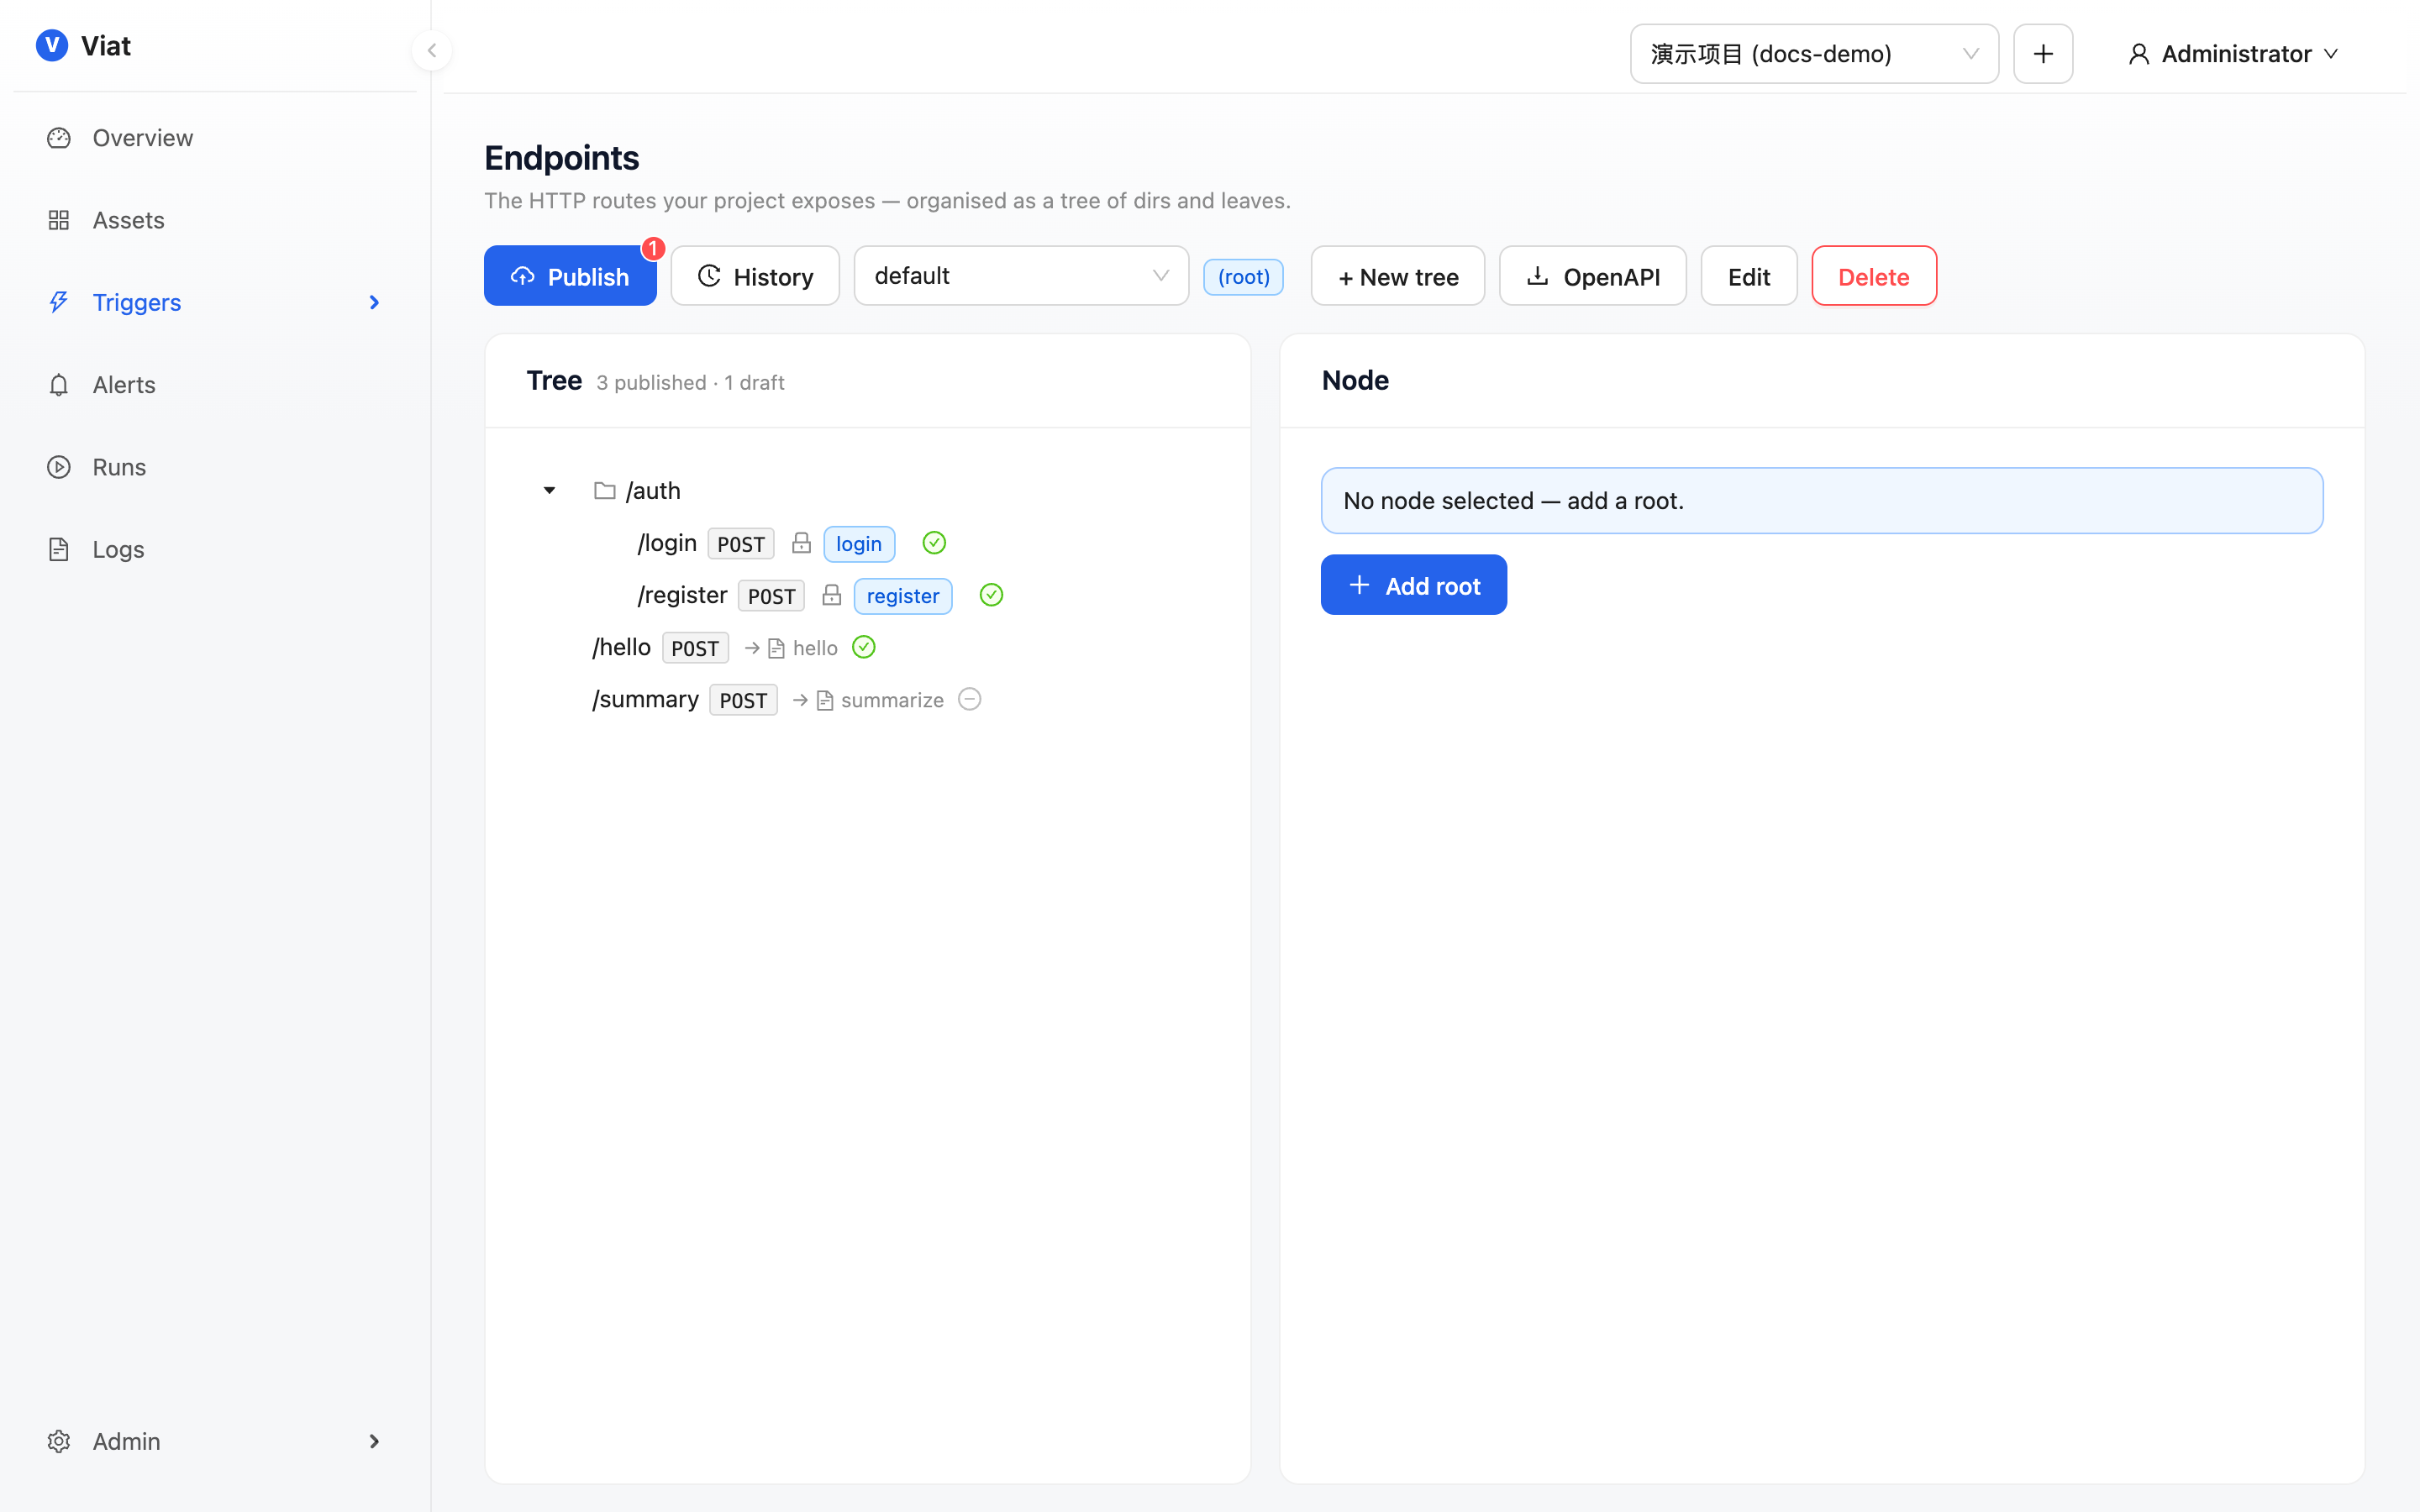 V Viat
演示项目 (docs-demo)
Administrator
Overview
Assets
Triggers
Alerts
Runs
Logs
Admin
Endpoints
The HTTP routes your project exposes — organised as a tree of dirs and leaves.
Publish 1 History default (root) + New tree OpenAPI Edit Delete
Tree 3 published · 1 draft
/auth
/login POST login
/register POST register
/hello POST → hello
/summary POST → summarize
Node
No node selected — add a root.
+ Add root